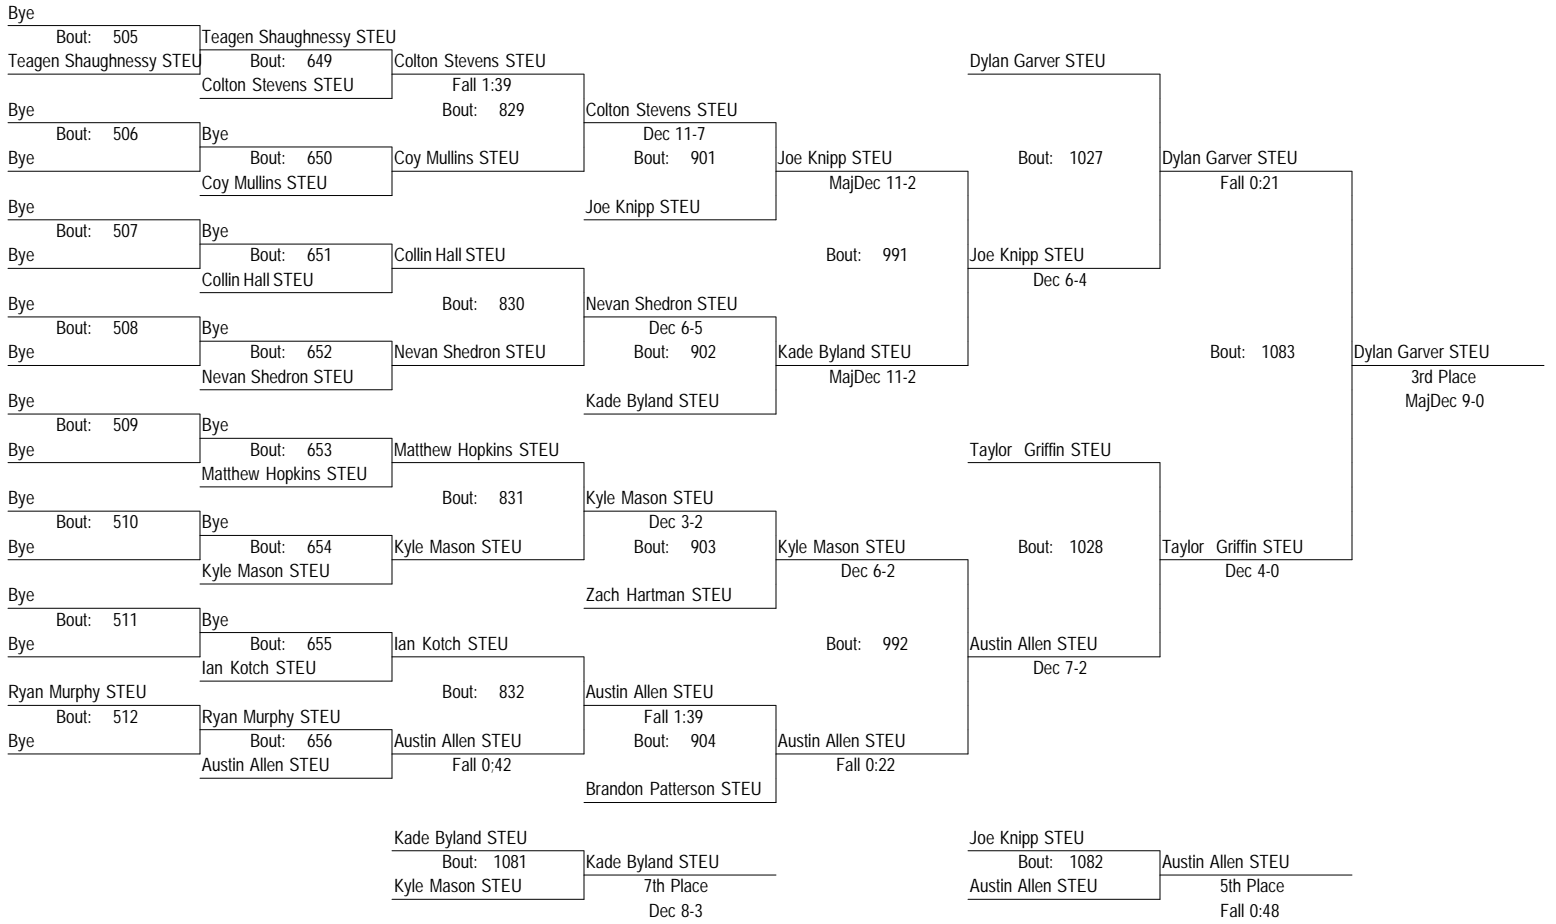 Bye
Bout: 505
Teagen Shaughnessy STEU
Teagen Shaughnessy STEU
Bout: 649
Colton Stevens STEU
Colton Stevens STEU
Fall 1:39
Bout: 829
Colton Stevens STEU
Dec 11-7
Bout: 901
Dylan Garver STEU
Bye
Bout: 506
Bye
Bye
Bout: 650
Coy Mullins STEU
Coy Mullins STEU
Joe Knipp STEU
MajDec 11-2
Bout: 1027
Dylan Garver STEU
Fall 0:21
Bye
Bout: 507
Bye
Bye
Bout: 651
Collin Hall STEU
Collin Hall STEU
Joe Knipp STEU
Bout: 991
Joe Knipp STEU
Dec 6-4
Bye
Bout: 508
Bye
Bye
Bout: 652
Nevan Shedron STEU
Bout: 830
Nevan Shedron STEU
Nevan Shedron STEU
Dec 6-5
Bout: 902
Kade Byland STEU
Kade Byland STEU
MajDec 11-2
Bout: 1083
Dylan Garver STEU
3rd Place
MajDec 9-0
Bye
Bout: 509
Bye
Bye
Bout: 653
Matthew Hopkins STEU
Matthew Hopkins STEU
Bout: 831
Kyle Mason STEU
Dec 3-2
Bout: 903
Taylor Griffin STEU
Bye
Bout: 510
Bye
Bye
Bout: 654
Kyle Mason STEU
Kyle Mason STEU
Zach Hartman STEU
Kyle Mason STEU
Dec 6-2
Bout: 1028
Taylor Griffin STEU
Dec 4-0
Bye
Bout: 511
Bye
Bye
Bout: 655
Ian Kotch STEU
Ian Kotch STEU
Bout: 832
Bout: 992
Austin Allen STEU
Dec 7-2
Ryan Murphy STEU
Bout: 512
Bye
Ryan Murphy STEU
Bout: 656
Austin Allen STEU
Austin Allen STEU
Fall 0;42
Austin Allen STEU
Fall 1:39
Bout: 904
Brandon Patterson STEU
Austin Allen STEU
Fall 0:22
Kade Byland STEU
Bout: 1081
Kyle Mason STEU
Kade Byland STEU
7th Place
Dec 8-3
Joe Knipp STEU
Bout: 1082
Austin Allen STEU
Austin Allen STEU
5th Place
Fall 0:48